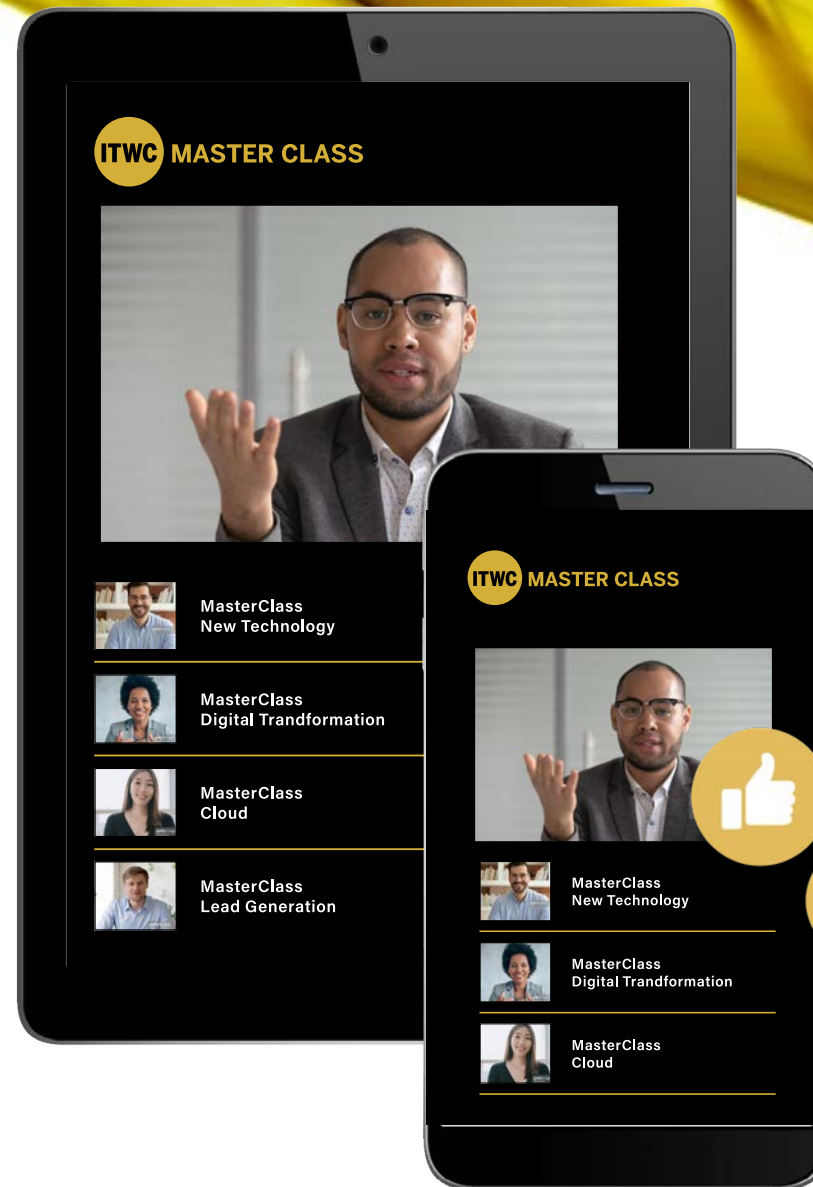 ITWC MASTER CLASS
MasterClass
New Technology
MasterClass
Digital Trandformation
MasterClass
Cloud
MasterClass
Lead Generation
ITWC MASTER CLASS
MasterClass
New Technology
MasterClass
Digital Trandformation
MasterClass
Cloud